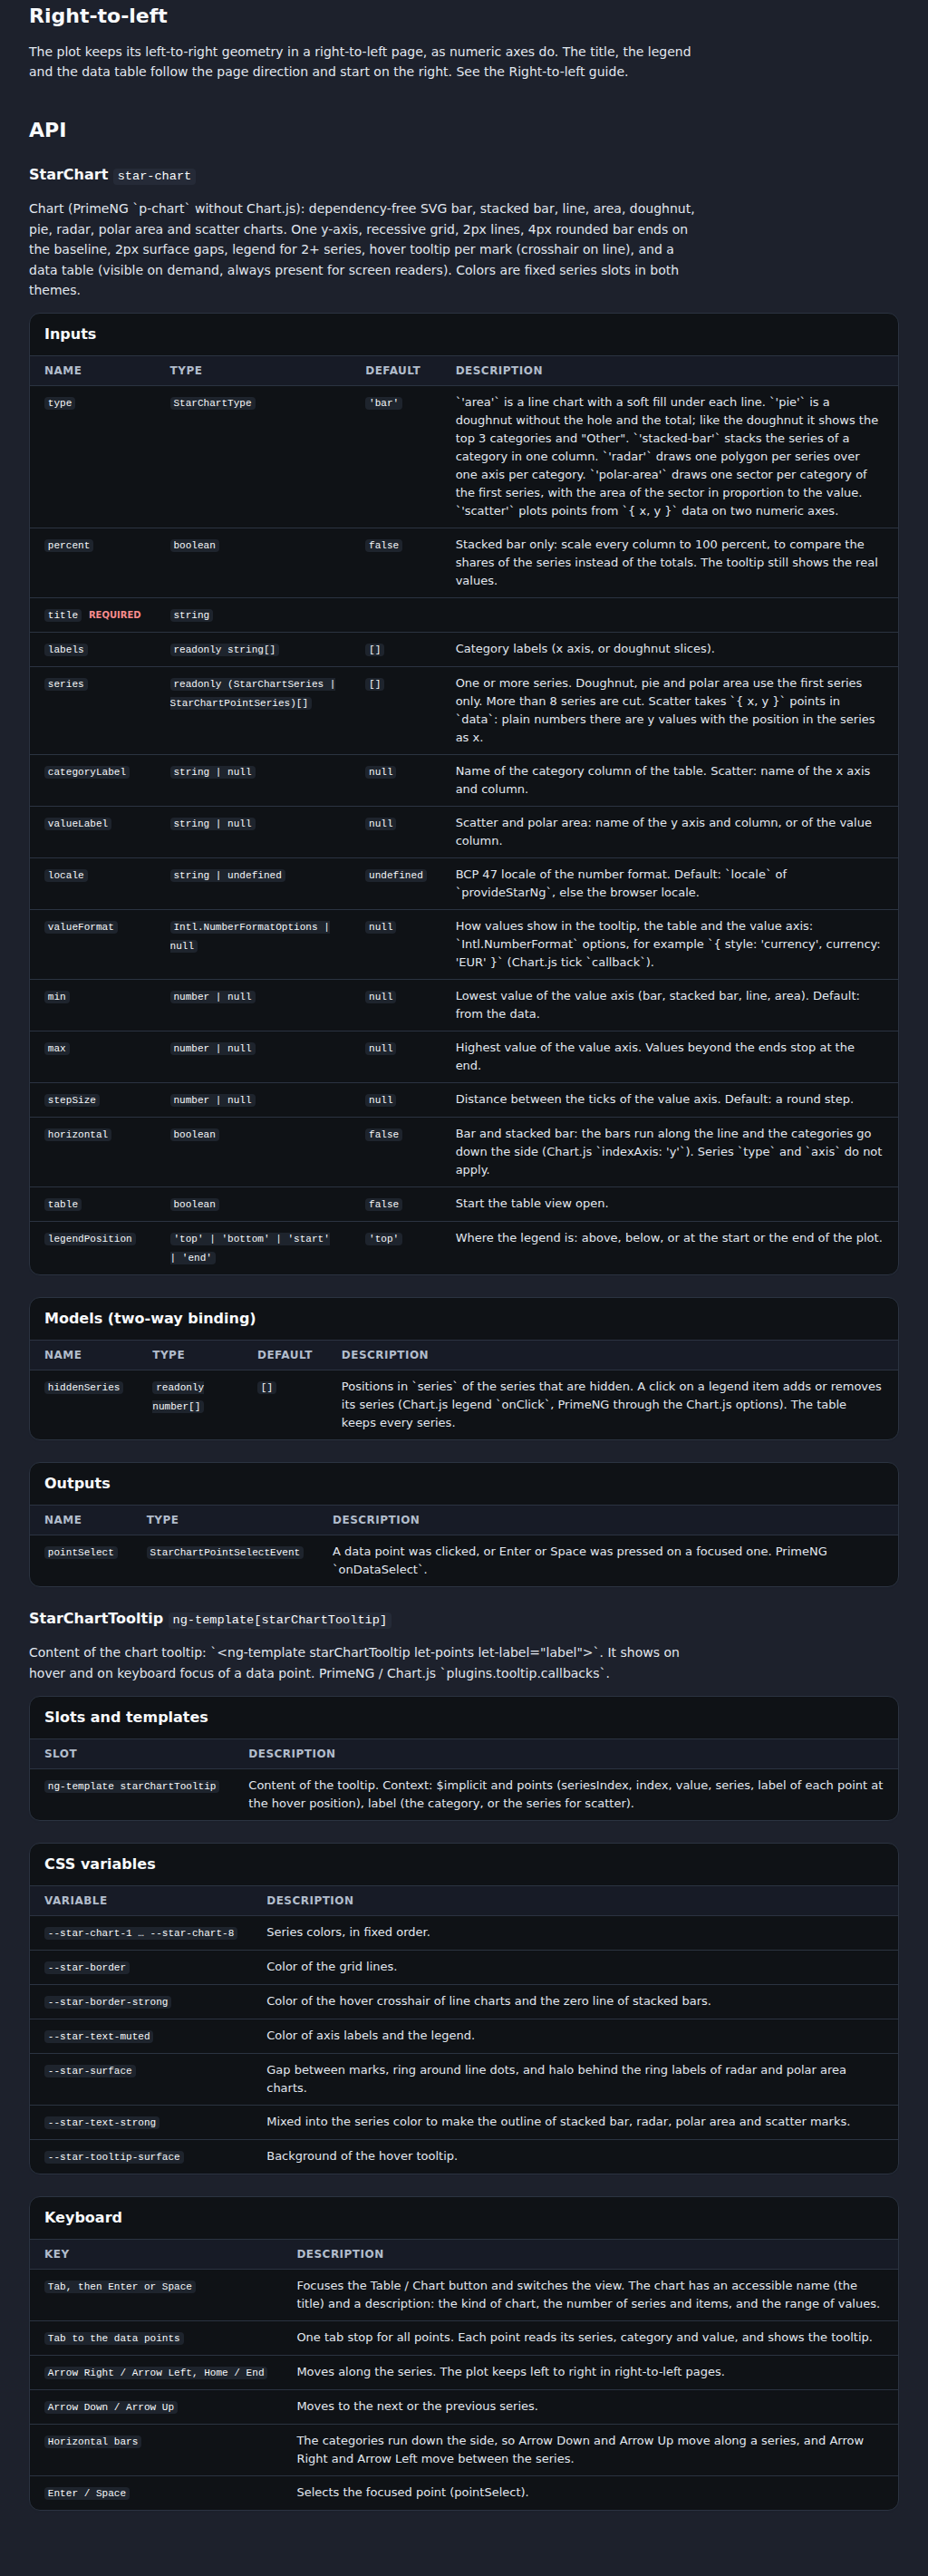 Right-to-left
The plot keeps its left-to-right geometry in a right-to-left page, as numeric axes do. The title, the legend
and the data table follow the page direction and start on the right. See the Right-to-left guide.
API
StarChart star-chart
Chart (PrimeNG `p-chart` without Chart.js): dependency-free SVG bar, stacked bar, line, area, doughnut,
pie, radar, polar area and scatter charts. One y-axis, recessive grid, 2px lines, 4px rounded bar ends on
the baseline, 2px surface gaps, legend for 2+ series, hover tooltip per mark (crosshair on line), and a
data table (visible on demand, always present for screen readers). Colors are fixed series slots in both
themes.
Inputs
NAME TYPE DEFAULT DESCRIPTION
type StarChartType 'bar' `'area'` is a line chart with a soft fill under each line. `'pie'` is a
doughnut without the hole and the total; like the doughnut it shows the
top 3 categories and "Other". `'stacked-bar'` stacks the series of a
category in one column. `'radar'` draws one polygon per series over
one axis per category. `'polar-area'` draws one sector per category of
the first series, with the area of the sector in proportion to the value.
`'scatter'` plots points from `{ x, y }` data on two numeric axes.
percent boolean false Stacked bar only: scale every column to 100 percent, to compare the
shares of the series instead of the totals. The tooltip still shows the real
values.
title REQUIRED string
labels readonly string[] [] Category labels (x axis, or doughnut slices).
series readonly (StarChartSeries | [] One or more series. Doughnut, pie and polar area use the first series
StarChartPointSeries)[] only. More than 8 series are cut. Scatter takes `{ x, y }` points in
`data`: plain numbers there are y values with the position in the series
as x.
categoryLabel string | null null Name of the category column of the table. Scatter: name of the x axis
and column.
valueLabel string | null null Scatter and polar area: name of the y axis and column, or of the value
column.
locale string | undefined undefined BCP 47 locale of the number format. Default: `locale` of
`provideStarNg`, else the browser locale.
valueFormat Intl.NumberFormatOptions | null How values show in the tooltip, the table and the value axis:
null `Intl.NumberFormat` options, for example `{ style: 'currency', currency:
'EUR' }` (Chart.js tick `callback`).
min number | null null Lowest value of the value axis (bar, stacked bar, line, area). Default:
from the data.
max number | null null Highest value of the value axis. Values beyond the ends stop at the
end.
stepSize number | null null Distance between the ticks of the value axis. Default: a round step.
horizontal boolean false Bar and stacked bar: the bars run along the line and the categories go
down the side (Chart.js `indexAxis: 'y'`). Series `type` and `axis` do not
apply.
table boolean false Start the table view open.
legendPosition 'top' | 'bottom' | 'start' 'top' Where the legend is: above, below, or at the start or the end of the plot.
| 'end'
Models (two-way binding)
NAME TYPE DEFAULT DESCRIPTION
hiddenSeries readonly [] Positions in `series` of the series that are hidden. A click on a legend item adds or removes
number[] its series (Chart.js legend `onClick`, PrimeNG through the Chart.js options). The table
keeps every series.
Outputs
NAME TYPE DESCRIPTION
pointSelect StarChartPointSelectEvent A data point was clicked, or Enter or Space was pressed on a focused one. PrimeNG
`onDataSelect`.
StarChartTooltip ng-template[starChartTooltip]
Content of the chart tooltip: `<ng-template starChartTooltip let-points let-label="label">`. It shows on
hover and on keyboard focus of a data point. PrimeNG / Chart.js `plugins.tooltip.callbacks`.
Slots and templates
SLOT DESCRIPTION
ng-template starChartTooltip Content of the tooltip. Context: $implicit and points (seriesIndex, index, value, series, label of each point at
the hover position), label (the category, or the series for scatter).
CSS variables
VARIABLE DESCRIPTION
--star-chart-1 … --star-chart-8 Series colors, in fixed order.
--star-border Color of the grid lines.
--star-border-strong Color of the hover crosshair of line charts and the zero line of stacked bars.
--star-text-muted Color of axis labels and the legend.
--star-surface Gap between marks, ring around line dots, and halo behind the ring labels of radar and polar area
charts.
--star-text-strong Mixed into the series color to make the outline of stacked bar, radar, polar area and scatter marks.
--star-tooltip-surface Background of the hover tooltip.
Keyboard
KEY DESCRIPTION
Tab, then Enter or Space Focuses the Table / Chart button and switches the view. The chart has an accessible name (the
title) and a description: the kind of chart, the number of series and items, and the range of values.
Tab to the data points One tab stop for all points. Each point reads its series, category and value, and shows the tooltip.
Arrow Right / Arrow Left, Home / End Moves along the series. The plot keeps left to right in right-to-left pages.
Arrow Down / Arrow Up Moves to the next or the previous series.
Horizontal bars The categories run down the side, so Arrow Down and Arrow Up move along a series, and Arrow
Right and Arrow Left move between the series.
Enter / Space Selects the focused point (pointSelect).